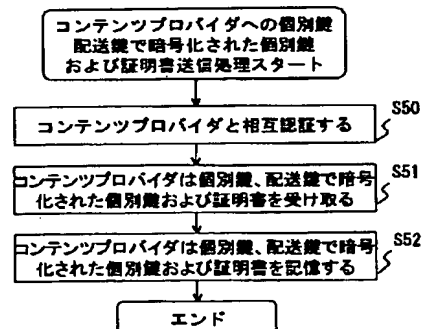 コンテンツプロバイダへの個別鍵
配送鍵で暗号化された個別鍵
および証明書送信処理スタート
S50
コンテンツプロバイダと相互認証する
S51
コンテンツプロバイダは個別鍵、配送鍵で暗号
化された個別鍵および証明書を受け取る
S52
コンテンツプロバイダは個別鍵、配送鍵で暗号
化された個別鍵および証明書を記憶する
エンド